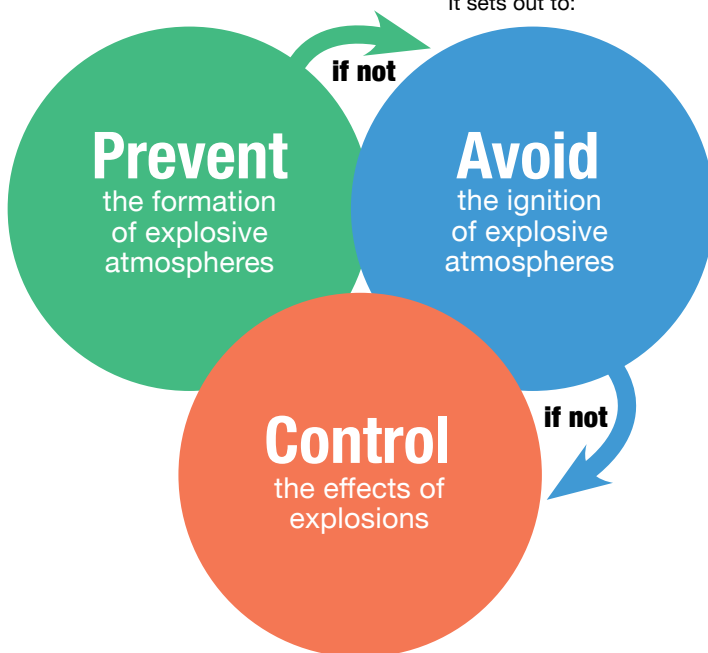 It sets out to:
if not
Prevent
the formation
of explosive
atmospheres
Avoid
the ignition
of explosive
atmospheres
if not
Control
the effects of
explosions